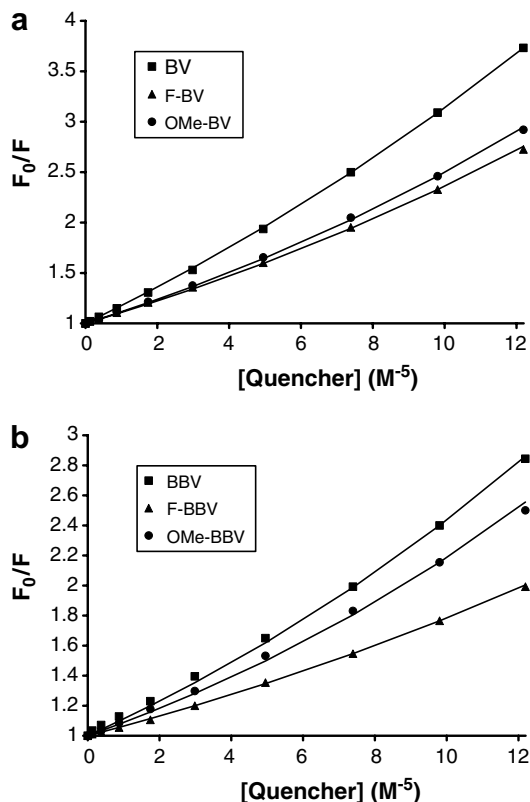 a
4
3.5
3
2.5
2
1.5
1
F₀/F
BV
F-BV
OMe-BV
0 2 4 6 8 10 12
[Quencher] (M⁻⁵)
b
3
2.8
2.6
2.4
2.2
2
1.8
1.6
1.4
1.2
1
F₀/F
BBV
F-BBV
OMe-BBV
0 2 4 6 8 10 12
[Quencher] (M⁻⁵)